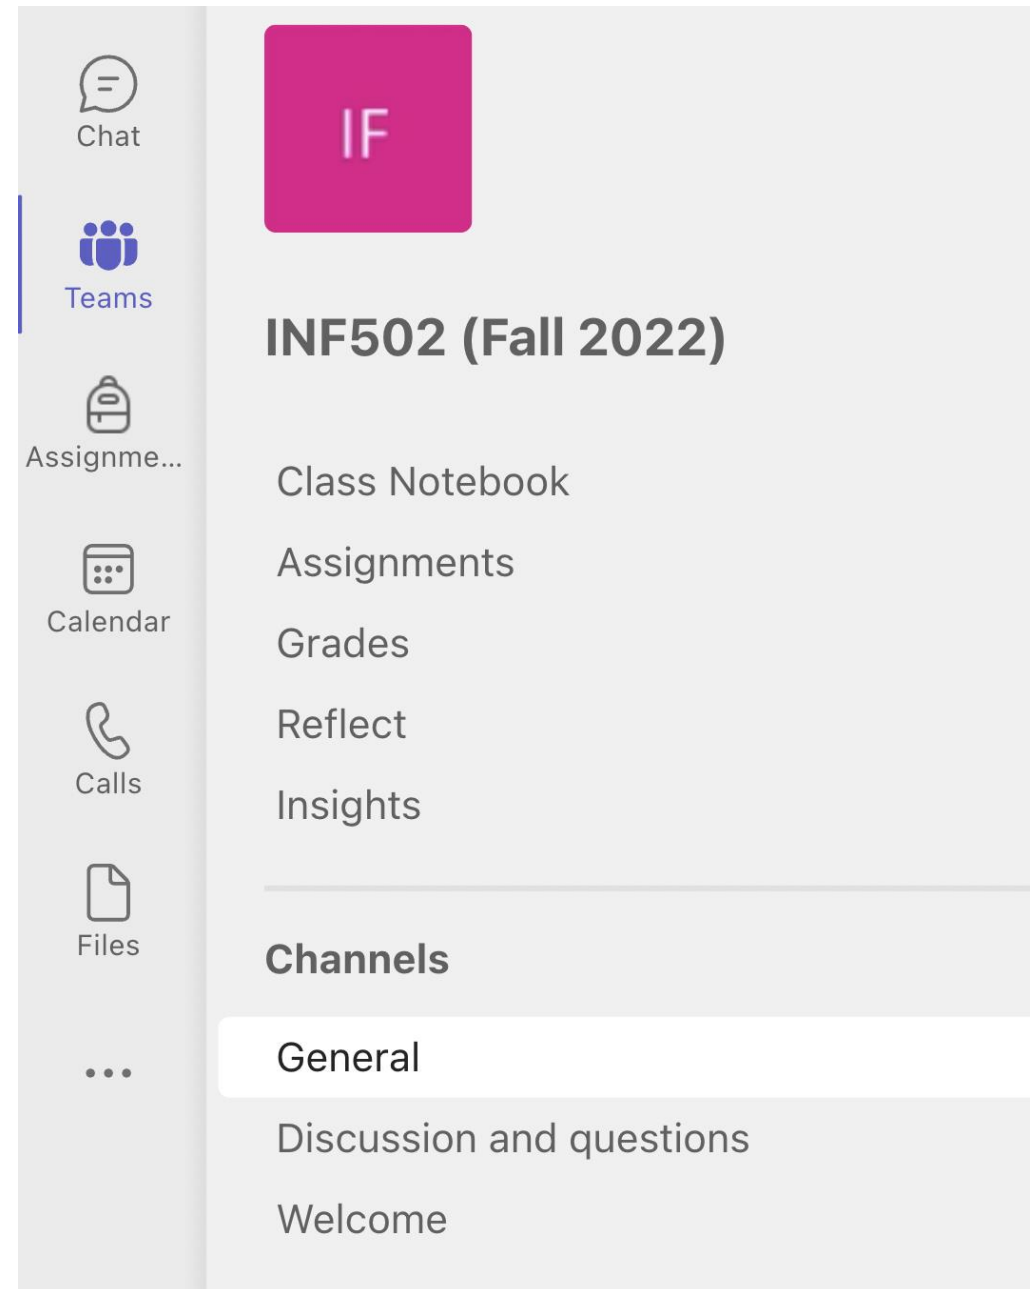 Chat
Teams
Assignme...
Calendar
Calls
Files
IF
INF502 (Fall 2022)
Class Notebook
Assignments
Grades
Reflect
Insights
Channels
General
Discussion and questions
Welcome